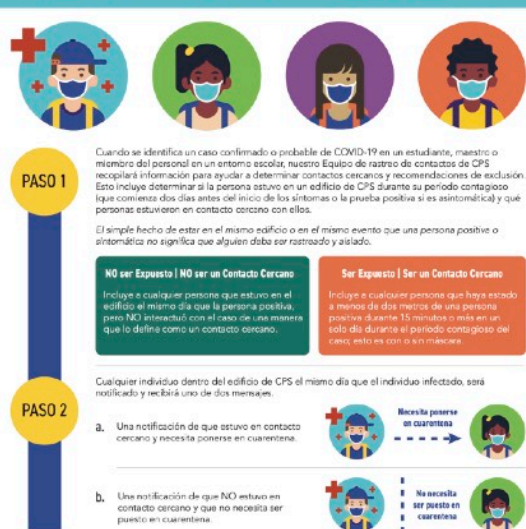 PASO 1
Cuando se identifica un caso confirmado o probable de COVID-19 en un estudiante, maestro o
miembro del personal en un entorno escolar, nuestro Equipo de rastreo de contactos de CPS
recopilará información para ayudar a determinar contactos cercanos y recomendaciones de exclusión.
Esto incluye determinar si la persona estuvo en un edificio de CPS durante su período contagioso
(que comienza dos días antes del inicio de los síntomas o la prueba positiva si es asintomática) y qué
personas estuvieron en contacto cercano con ellos.
El simple hecho de estar en el mismo edificio o en el mismo evento que una persona positiva o
sintomática no significa que alguien deba ser rastreado y aislado.
NO ser Expuesto | NO ser un Contacto Cercano
Incluye a cualquier persona que estuvo en el
edificio el mismo día que la persona positiva,
pero NO interactuó con el caso de una manera
que lo define como un contacto cercano.
Ser Expuesto | Ser un Contacto Cercano
Incluye a cualquier persona que haya estado
a menos de dos metros de una persona
positiva durante 15 minutos o más en un
solo día durante el período contagioso del
caso; esto es con o sin máscara.
PASO 2
Cualquier individuo dentro del edificio de CPS el mismo día que el individuo infectado, será
notificado y recibirá uno de dos mensajes.
a. Una notificación de que estuvo en contacto
cercano y necesita ponerse en cuarentena.
Necesita ponerse
en cuarentena
b. Una notificación de que NO estuvo en
contacto cercano y que no necesita ser
puesto en cuarentena.
No necesita
ser puesto en
cuarentena